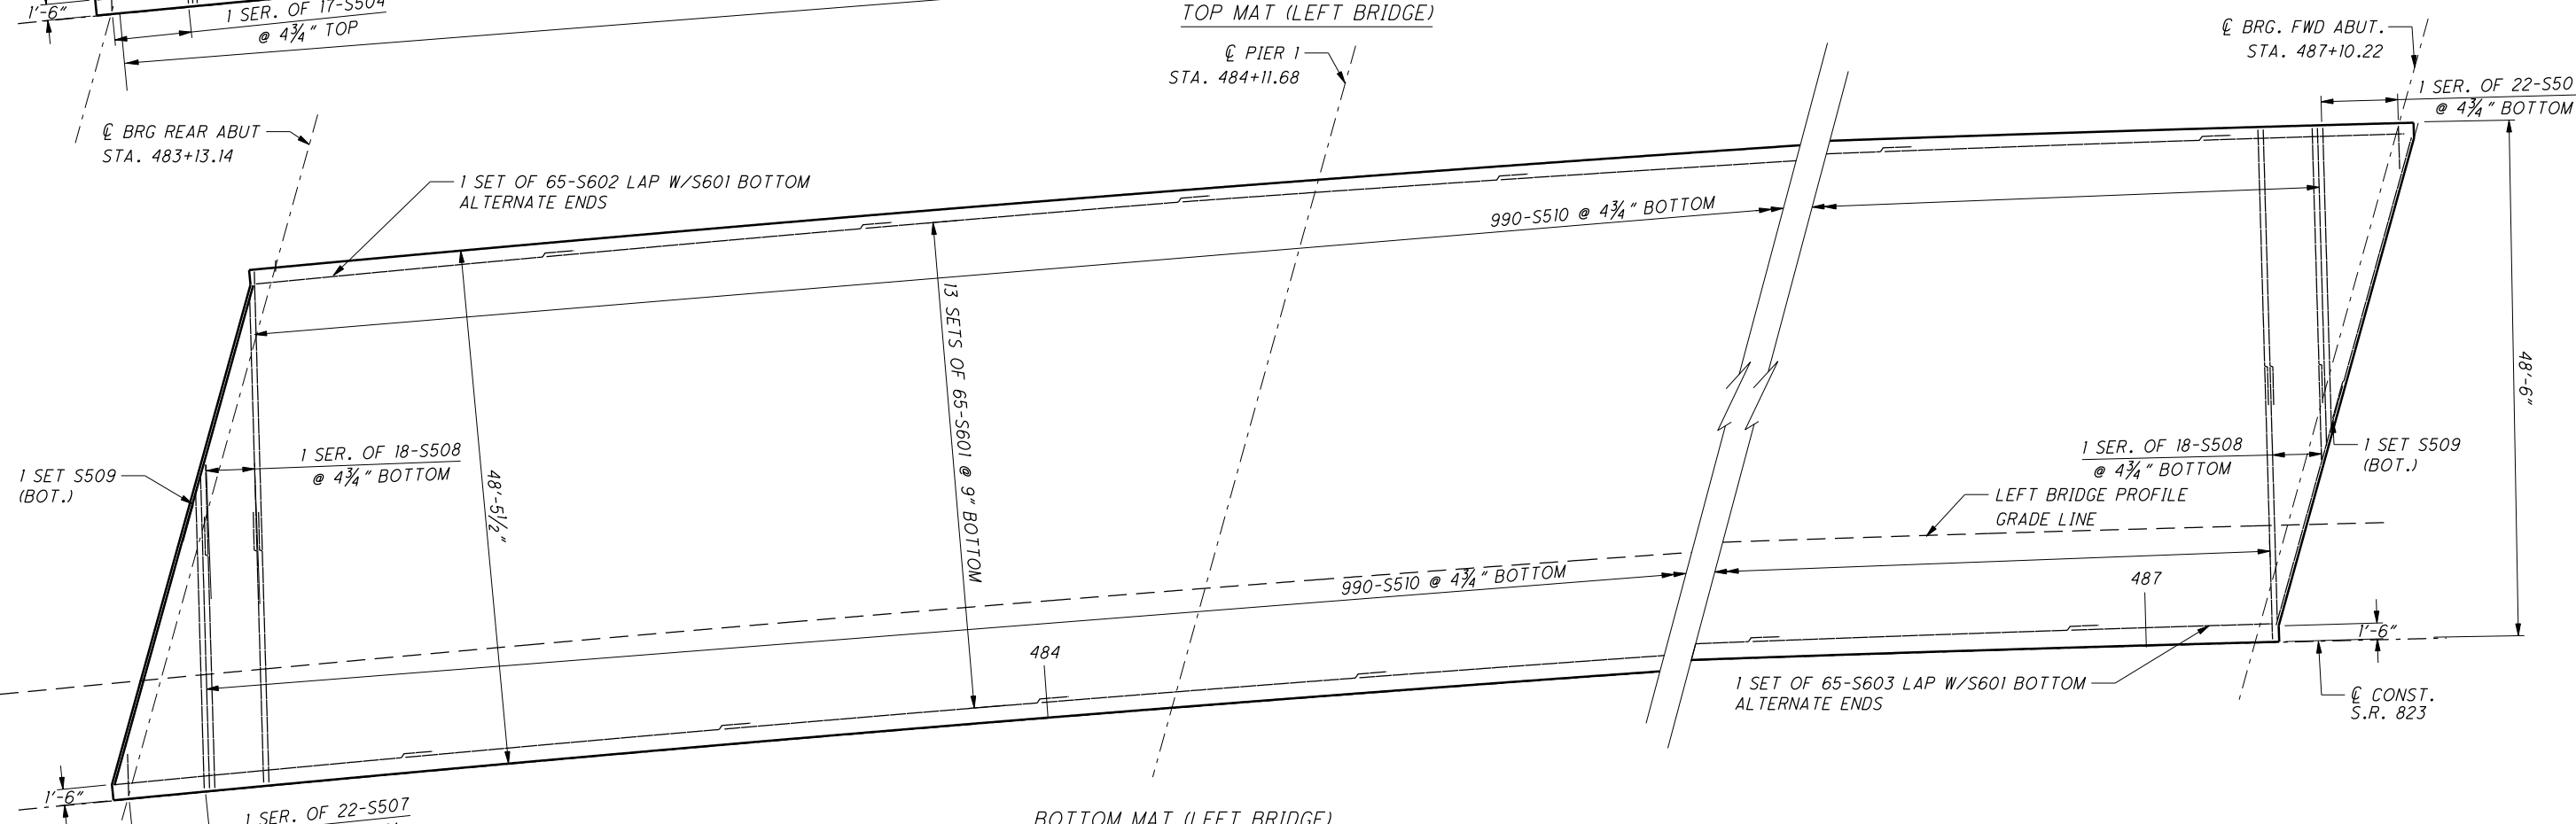 1'-6"
1 SER. OF 17-S504
@ 4¾" TOP
TOP MAT (LEFT BRIDGE)
℄ PIER 1
STA. 484+11.68
℄ BRG. FWD ABUT.
STA. 487+10.22
1 SER. OF 22-S50
@ 4¾" BOTTOM
℄ BRG REAR ABUT
STA. 483+13.14
1 SET OF 65-S602 LAP W/S601 BOTTOM
ALTERNATE ENDS
990-S510 @ 4¾" BOTTOM
13 SETS OF 65-S601 @ 9" BOTTOM
48'-5½"
48'-6"
1 SER. OF 18-S508
@ 4¾" BOTTOM
1 SET S509
(BOT.)
1 SER. OF 18-S508
@ 4¾" BOTTOM
1 SET S509
(BOT.)
LEFT BRIDGE PROFILE
GRADE LINE
990-S510 @ 4¾" BOTTOM
487
484
1'-6"
1 SET OF 65-S603 LAP W/S601 BOTTOM
ALTERNATE ENDS
℄ CONST.
S.R. 823
1'-6"
1 SER. OF 22-S507
BOTTOM MAT (LEFT BRIDGE)